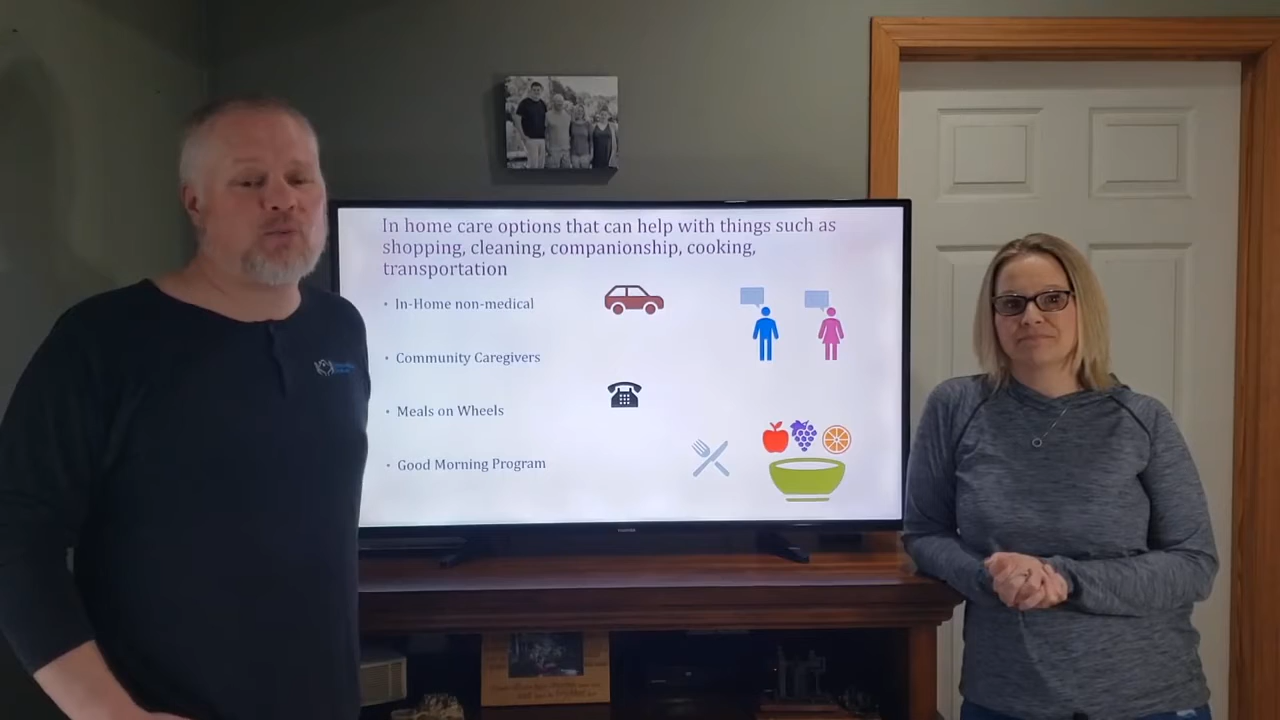 In home care options that can help with things such as
shopping, cleaning, companionship, cooking,
transportation
• In-Home non-medical
• Community Caregivers
• Meals on Wheels
• Good Morning Program